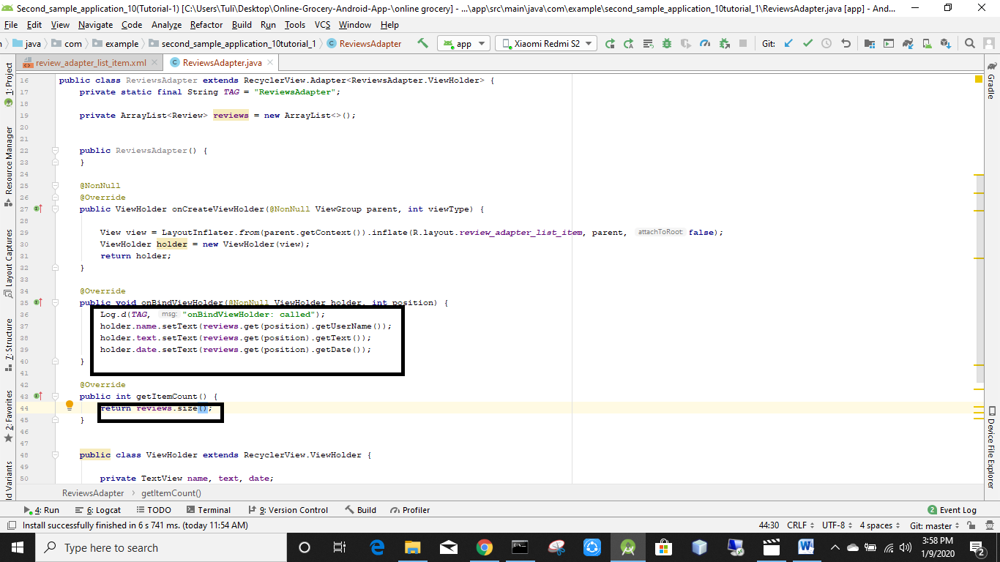 Second_sample_application_10(Tutorial-1) [C:\Users\Tuli\Desktop\Online-Grocery-Android-App-\online grocery] - ...\app\src\main\java\com\example\second_sample_application_10tutorial_1\ReviewsAdapter.java [app] - And...
File Edit View Navigate Code Analyze Refactor Build Run Tools VCS Window Help
java com example second_sample_application_10tutorial_1 ReviewsAdapter app Xiaomi Redmi S2 Git:
review_adapter_list_item.xml ReviewsAdapter.java
1: Project
Resource Manager
Layout Captures
7: Structure
2: Favorites
ld Variants
16 public class ReviewsAdapter extends RecyclerView.Adapter<ReviewsAdapter.ViewHolder> {
17 private static final String TAG = "ReviewsAdapter";
18
19 private ArrayList<Review> reviews = new ArrayList<>();
20
21
22 public ReviewsAdapter() {
23 }
24
25 @NonNull
26 @Override
27 public ViewHolder onCreateViewHolder(@NonNull ViewGroup parent, int viewType) {
28
29 View view = LayoutInflater.from(parent.getContext()).inflate(R.layout.review_adapter_list_item, parent, attachToRoot: false);
30 ViewHolder holder = new ViewHolder(view);
31 return holder;
32 }
33
34 @Override
35 public void onBindViewHolder(@NonNull ViewHolder holder, int position) {
36 Log.d(TAG, msg: "onBindViewHolder: called");
37 holder.name.setText(reviews.get(position).getUserName());
38 holder.text.setText(reviews.get(position).getText());
39 holder.date.setText(reviews.get(position).getDate());
40 }
41
42 @Override
43 public int getItemCount() {
44 return reviews.size();
45 }
46
47
48 public class ViewHolder extends RecyclerView.ViewHolder {
49
50 private TextView name, text, date;
Gradle
Device File Explorer
ReviewsAdapter getItemCount()
4: Run 6: Logcat TODO Terminal 9: Version Control Build Profiler 2 Event Log
Install successfully finished in 6 s 741 ms. (today 11:54 AM) 44:30 CRLF UTF-8 4 spaces Git: master
Type here to search
3:58 PM
1/9/2020
2